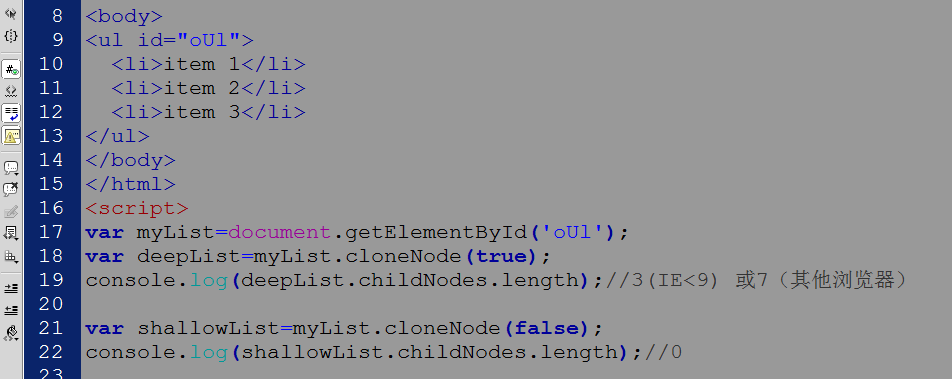 8 <body>
9 <ul id="oUl">
10 <li>item 1</li>
11 <li>item 2</li>
12 <li>item 3</li>
13 </ul>
14 </body>
15 </html>
16 <script>
17 var myList=document.getElementById('oUl');
18 var deepList=myList.cloneNode(true);
19 console.log(deepList.childNodes.length);//3(IE<9) 或7（其他浏览器）
20
21 var shallowList=myList.cloneNode(false);
22 console.log(shallowList.childNodes.length);//0
23